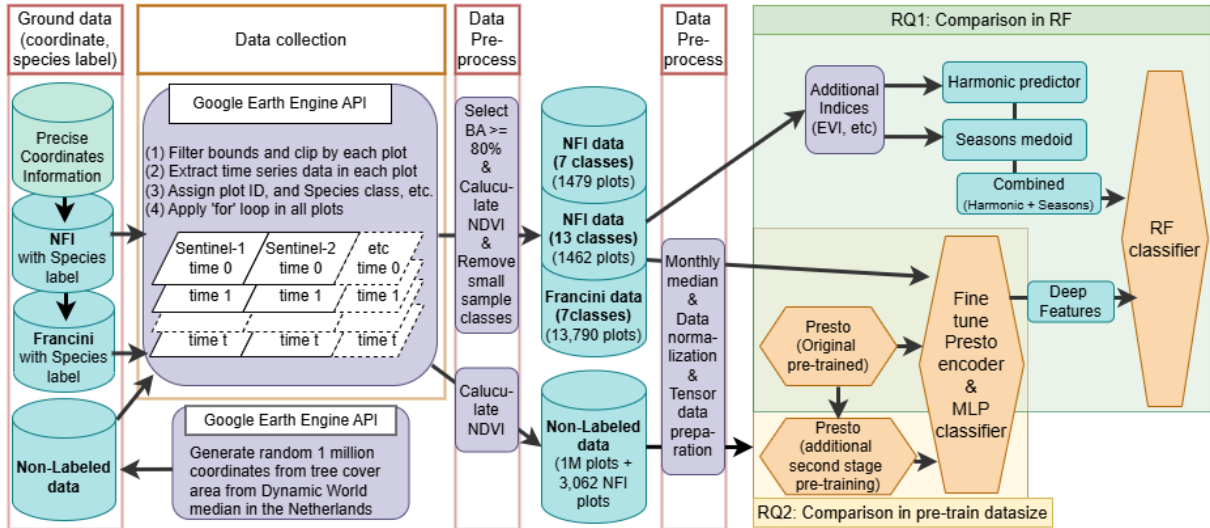 Ground data
(coordinate,
species label)
Data collection
Data
Pre-
process
Data
Pre-
process
RQ1: Comparison in RF
Precise
Coordinates
Information
NFI
with Species
label
Francini
with Species
label
Non-Labeled
data
Google Earth Engine API
(1) Filter bounds and clip by each plot
(2) Extract time series data in each plot
(3) Assign plot ID, and Species class, etc.
(4) Apply 'for' loop in all plots
Sentinel-1
time 0
Sentinel-2
time 0
etc
time 0
time 1
time 1
time 1
time t
time t
time t
Google Earth Engine API
Generate random 1 million
coordinates from tree cover
area from Dynamic World
median in the Netherlands
Select
BA >=
80%
&
Calucu-
late
NDVI
&
Remove
small
sample
classes
Calucu-
late
NDVI
NFI data
(7 classes)
(1479 plots)
NFI data
(13 classes)
(1462 plots)
Francini data
(7classes)
(13,790 plots)
Non-Labeled
data
(1M plots +
3,062 NFI
plots
Monthly
median
&
Data
norma-
lization
&
Tensor
data
prepa-
ration
Additional
Indices
(EVI, etc)
Harmonic predictor
Seasons medoid
Combined
(Harmonic + Seasons)
RF
classifier
Presto
(Original
pre-trained)
Presto
(additional
second stage
pre-training)
Fine
tune
Presto
encoder
&
MLP
classifier
Deep
Features
RQ2: Comparison in pre-train datasize